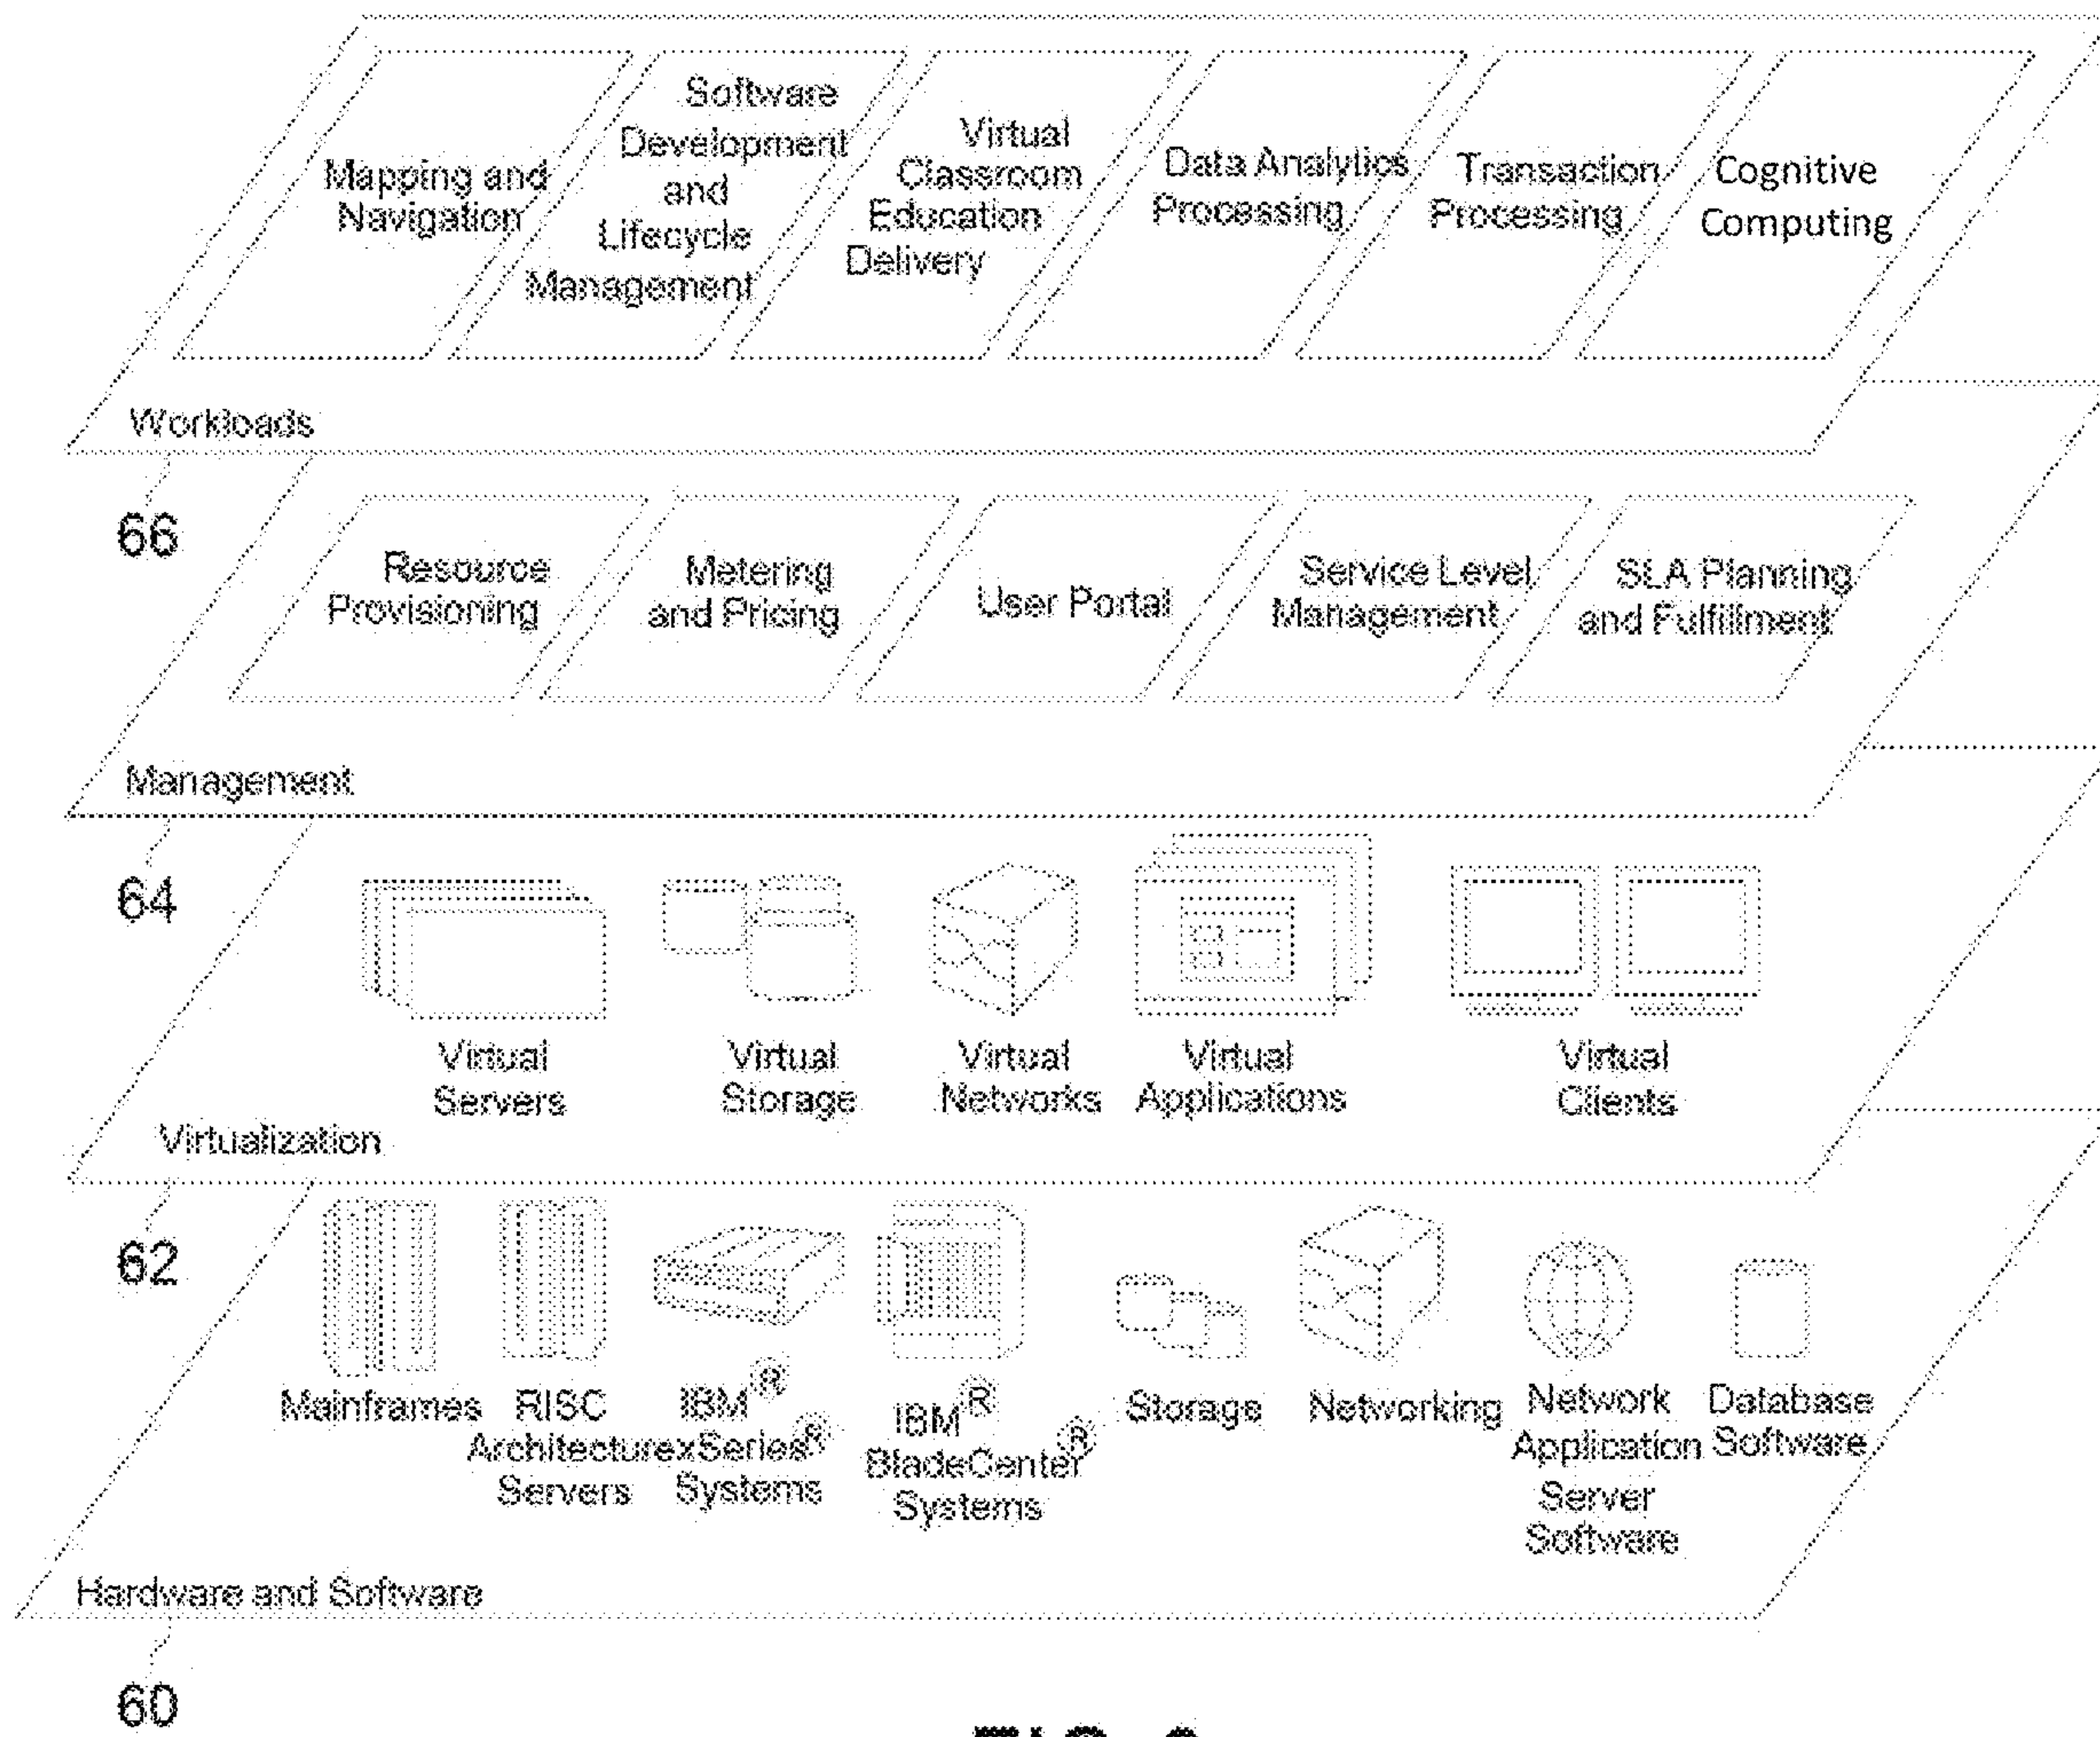 Mapping and
Navigation
Software
Development
and
Lifecycle
Management
Virtual
Classroom
Education
Delivery
Data Analytics
Processing
Transaction
Processing
Cognitive
Computing
Workloads
66
Resource
Provisioning
Metering
and Pricing
User Portal
Service Level
Management
SLA Planning
and Fulfillment
Management
64
Virtual
Servers
Virtual
Storage
Virtual
Networks
Virtual
Applications
Virtual
Clients
Virtualization
62
Mainframes
RISC
Architecture
Servers
IBM®
xSeries®
Systems
IBM®
BladeCenter®
Systems
Storage
Networking
Network
Application
Server
Software
Database
Software
Hardware and Software
60